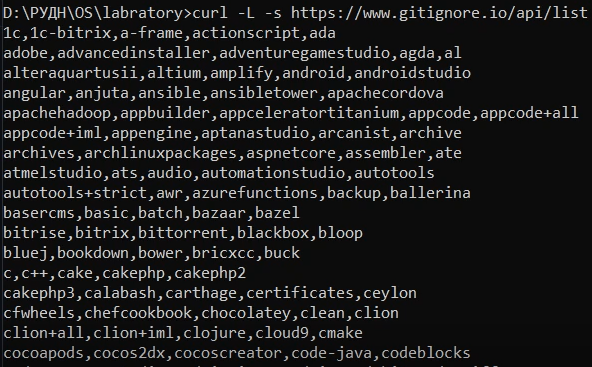 D:\РУДН\OS\labratory>curl -L -s https://www.gitignore.io/api/list
1c,1c-bitrix,a-frame,actionscript,ada
adobe,advancedinstaller,adventuregamestudio,agda,al
alteraquartusii,altium,amplify,android,androidstudio
angular,anjuta,ansible,ansibletower,apachecordova
apachehadoop,appbuilder,appceleratortitanium,appcode,appcode+all
appcode+iml,appengine,aptanastudio,arcanist,archive
archives,archlinuxpackages,aspnetcore,assembler,ate
atmelstudio,ats,audio,automationstudio,autotools
autotools+strict,awr,azurefunctions,backup,ballerina
basercms,basic,batch,bazaar,bazel
bitrise,bitrix,bittorrent,blackbox,bloop
bluej,bookdown,bower,bricxcc,buck
c,c++,cake,cakephp,cakephp2
cakephp3,calabash,carthage,certificates,ceylon
cfwheels,chefcookbook,chocolatey,clean,clion
clion+all,clion+iml,clojure,cloud9,cmake
cocoapods,cocos2dx,cocoscreator,code-java,codeblocks